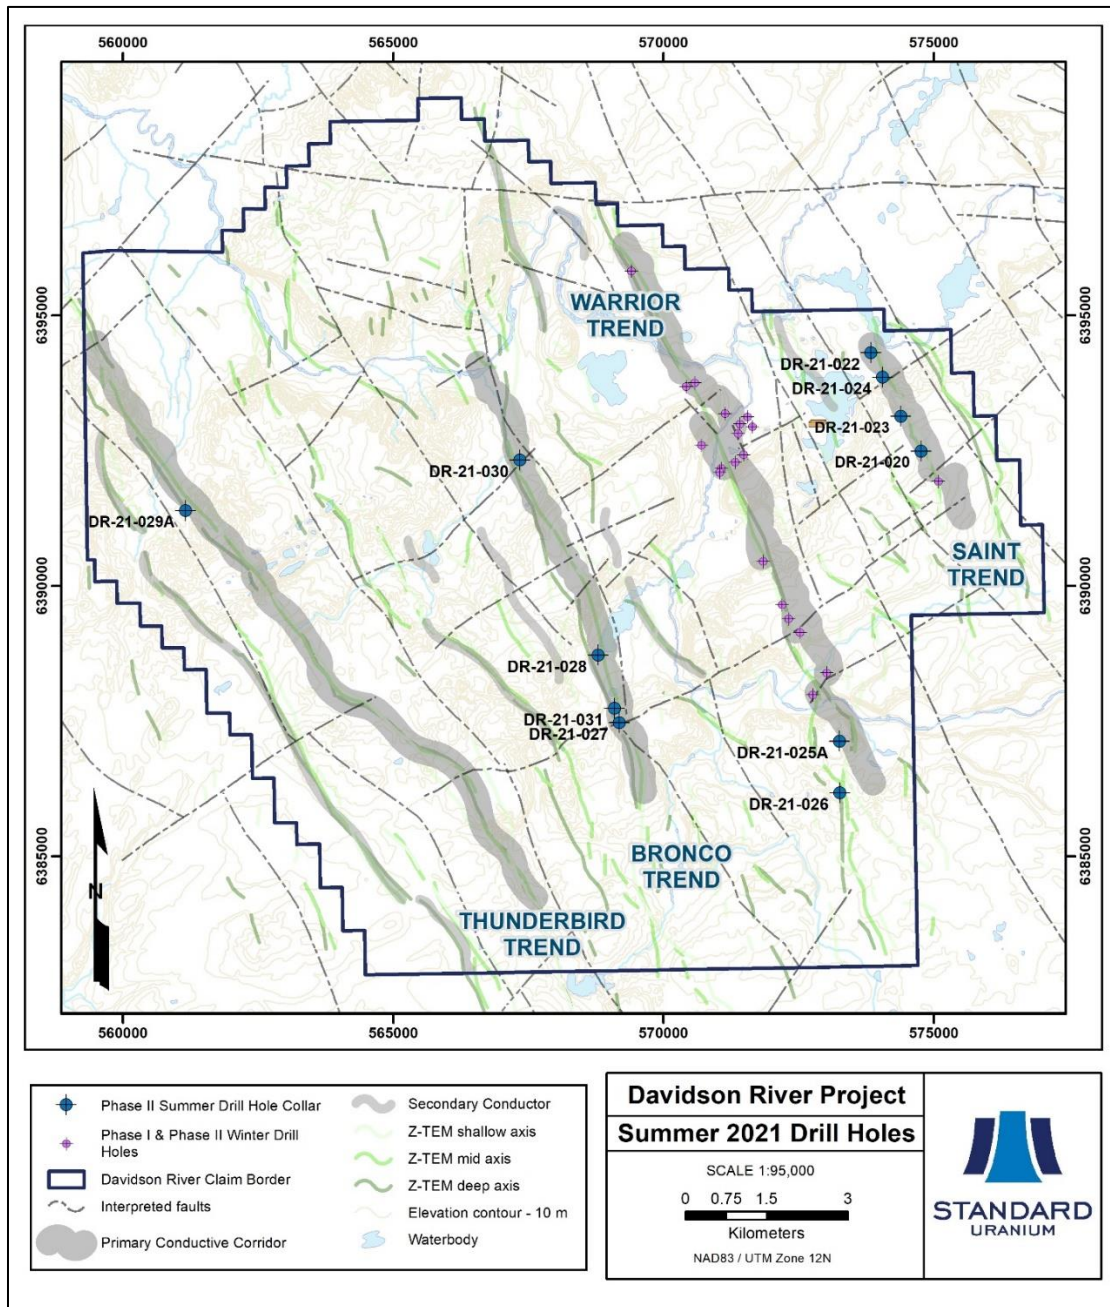 560000
565000
570000
575000
6395000
6395000
WARRIOR
TREND
DR-21-022
DR-21-024
DR-21-023
DR-21-020
DR-21-030
DR-21-029A
SAINT
TREND
6390000
6390000
DR-21-028
DR-21-031
DR-21-027
DR-21-025A
DR-21-026
6385000
6385000
BRONCO
TREND
THUNDERBIRD
TREND
N
560000
565000
570000
575000
Phase II Summer Drill Hole Collar
Phase I & Phase II Winter Drill
Holes
Davidson River Claim Border
Interpreted faults
Primary Conductive Corridor
Secondary Conductor
Z-TEM shallow axis
Z-TEM mid axis
Z-TEM deep axis
Elevation contour - 10 m
Waterbody
Davidson River Project
Summer 2021 Drill Holes
SCALE 1:95,000
0 0.75 1.5 3
Kilometers
NAD83 / UTM Zone 12N
STANDARD
URANIUM